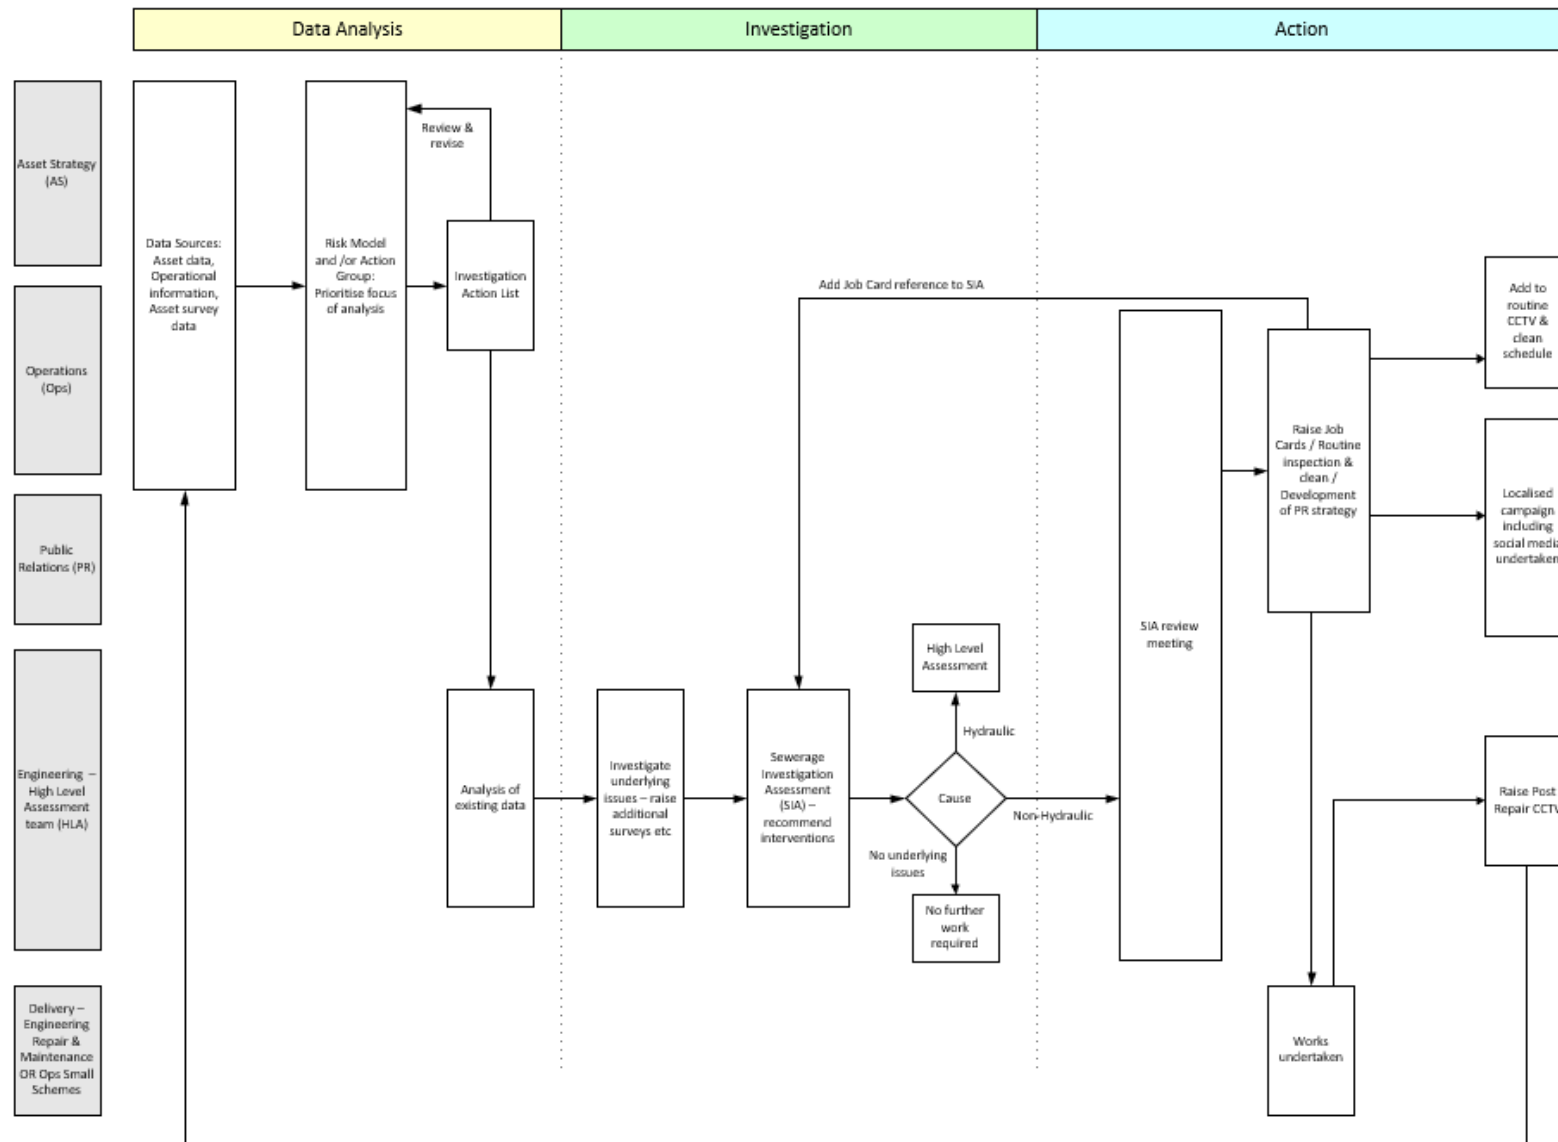 Data Analysis
Investigation
Action
Asset Strategy
(AS)
Operations
(Ops)
Public
Relations (PR)
Engineering –
High Level
Assessment
team (HLA)
Delivery –
Engineering
Repair &
Maintenance
OR Ops Small
Schemes
Data Sources:
Asset data,
Operational
information,
Asset survey
data
Risk Model
and /or Action
Group:
Prioritise focus
of analysis
Review &
revise
Investigation
Action List
Analysis of
existing data
Investigate
underlying
issues – raise
additional
surveys etc
Add Job Card reference to SIA
Sewerage
Investigation
Assessment
(SIA) –
recommend
interventions
High Level
Assessment
Hydraulic
Cause
Non-Hydraulic
No underlying
issues
No further
work
required
SIA review
meeting
Raise Job
Cards / Routine
inspection &
clean /
Development
of PR strategy
Works
undertaken
Add to
routine
CCTV &
clean
schedule
Localised
campaign
including
social media
undertaken
Raise Post
Repair CCTV